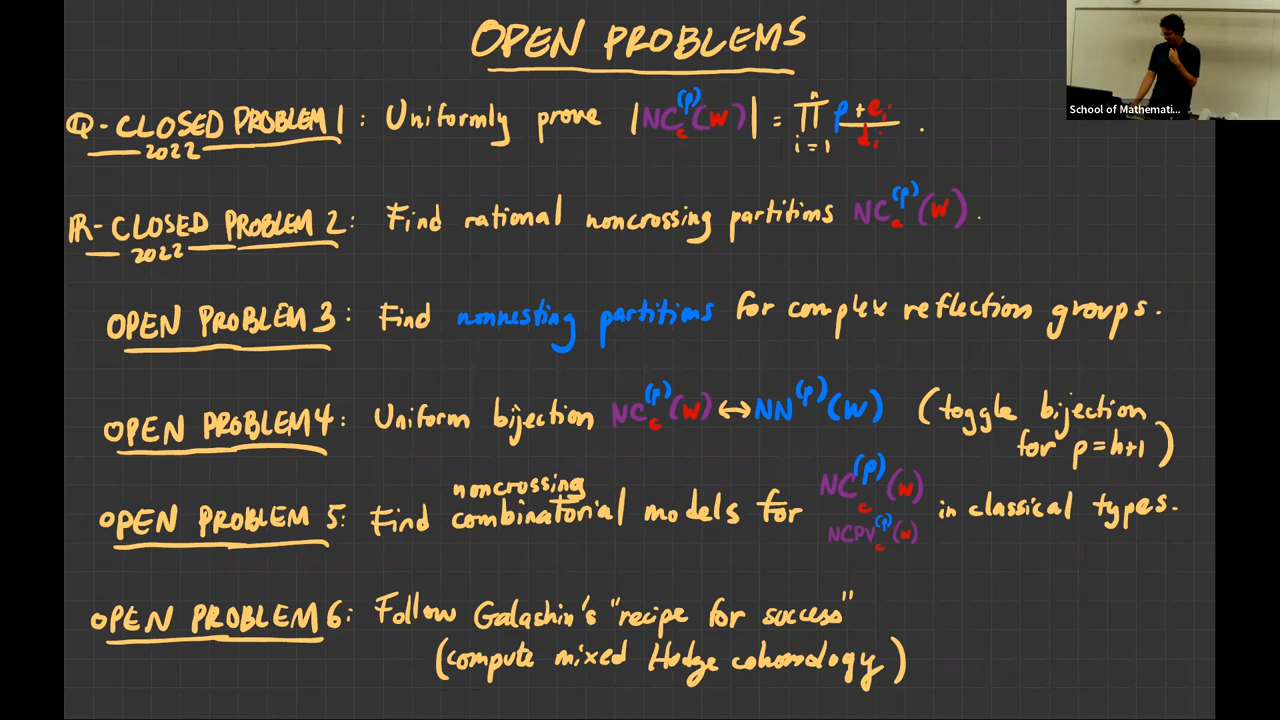 OPEN PROBLEMS
School of Mathemati...
Q-CLOSED PROBLEM 1: Uniformly prove |NC_c^(p)(W)| = ∏_{i=1}^n (p+e_i)/d_i .
2022
R-CLOSED PROBLEM 2: Find rational noncrossing partitions NC_c^(p)(W).
2022
OPEN PROBLEM 3: Find nonnesting partitions for complex reflection groups.
OPEN PROBLEM 4: Uniform bijection NC_c^(p)(W) ↔ NN^(p)(W) (toggle bijection
for p=h+1)
noncrossing
OPEN PROBLEM 5: Find combinatorial models for NC_c^(p)(W) in classical types.
NCPV_c^(p)(W)
OPEN PROBLEM 6: Follow Galashin's "recipe for success"
(compute mixed Hodge cohomology)